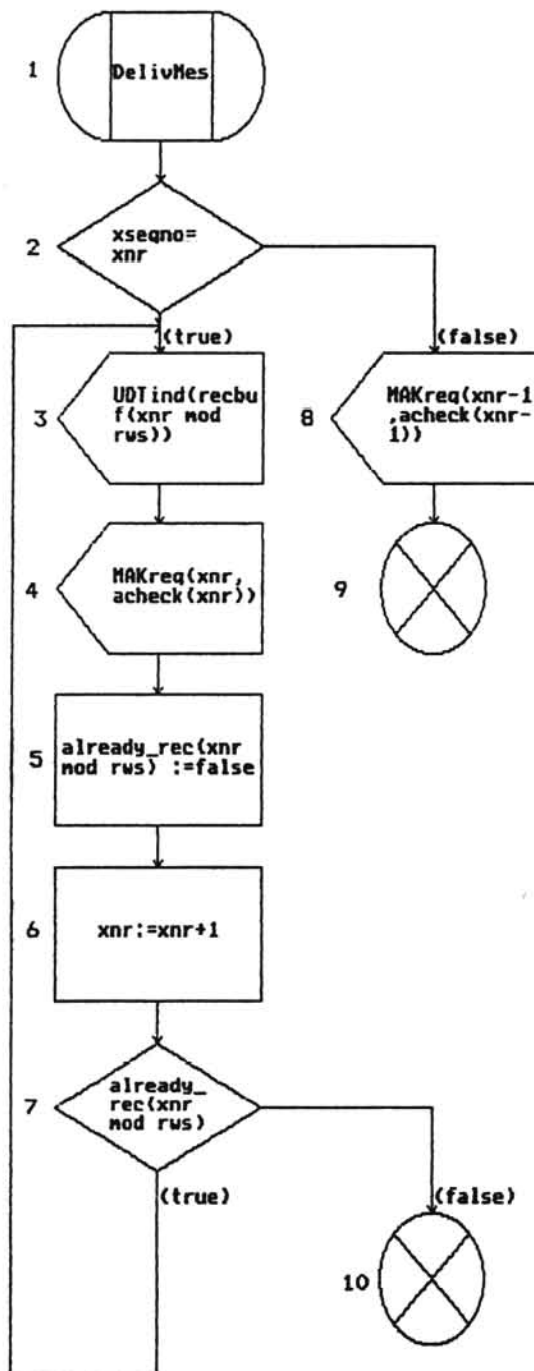 1
DelivMes
2
xseqno=
xnr
(true)
(false)
3
UDTind(recbu
f(xnr mod
rws))
8
MAKreq(xnr-1
,acheck(xnr-
1))
4
MAKreq(xnr,
acheck(xnr))
9
5
already_rec(xnr
mod rws) :=false
6
xnr:=xnr+1
7
already_
rec(xnr
mod rws)
(true)
(false)
10